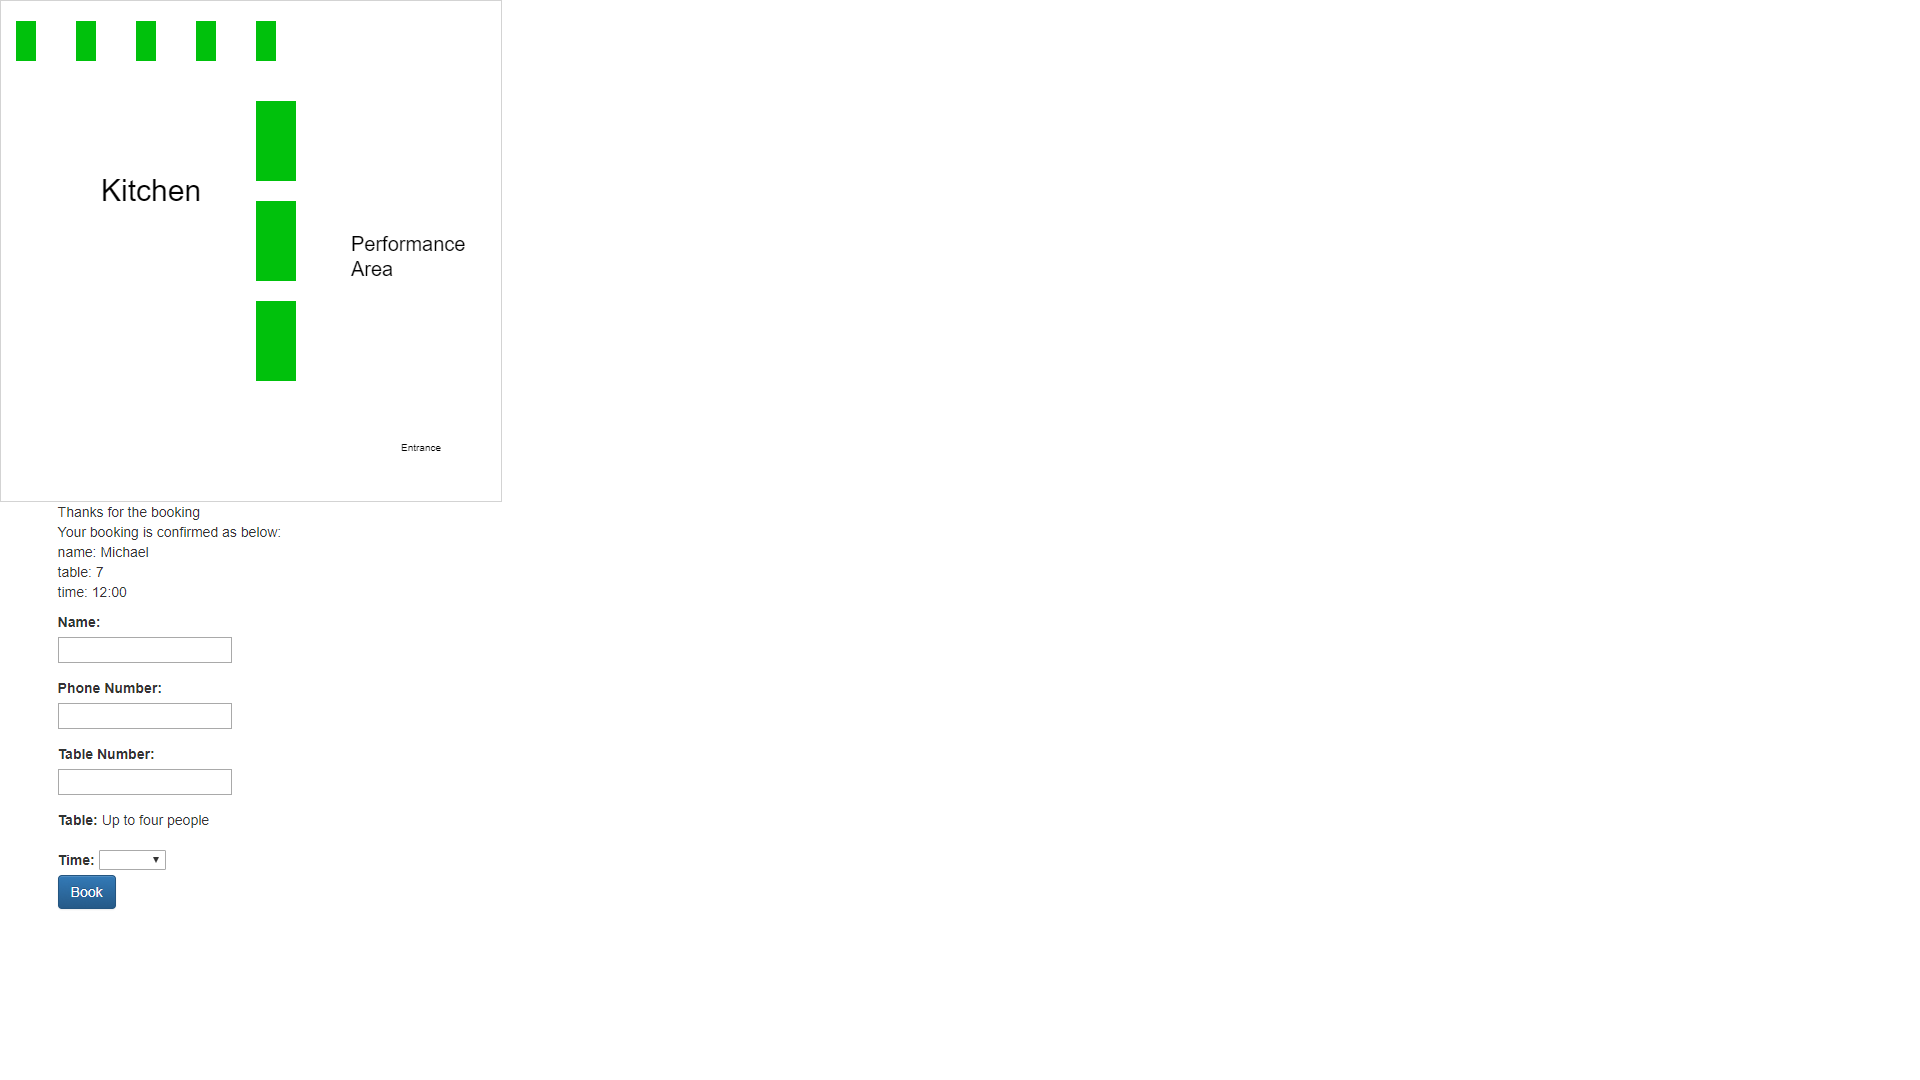 Kitchen
Performance
Area
Entrance
Thanks for the booking
Your booking is confirmed as below:
name: Michael
table: 7
time: 12:00
Name:
Phone Number:
Table Number:
Table: Up to four people
Time:
Book